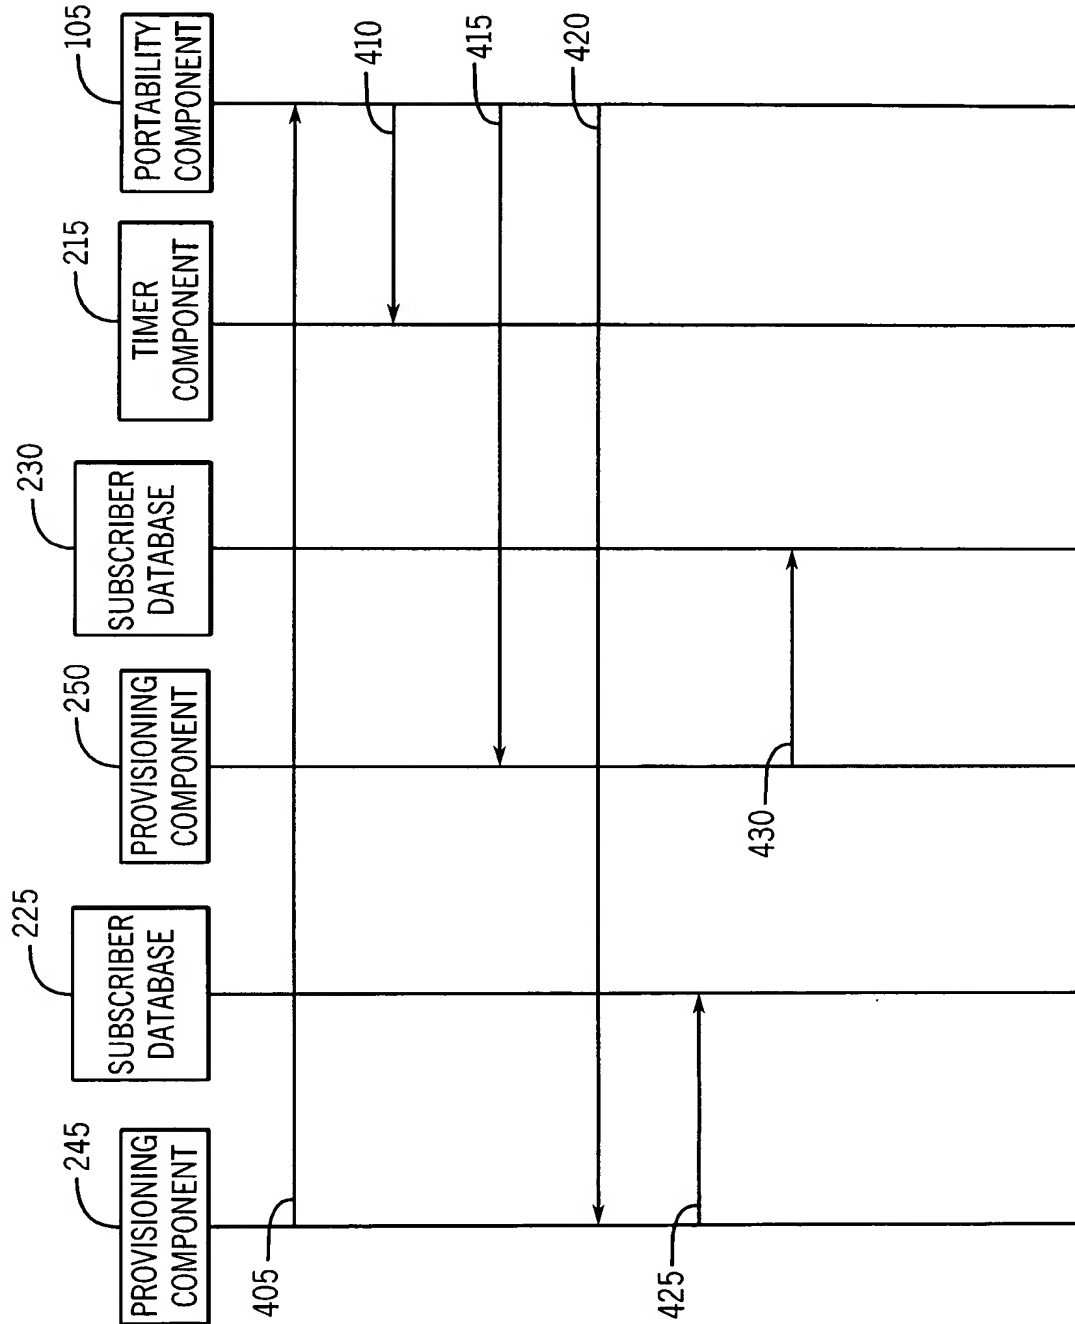 245
PROVISIONING
COMPONENT
225
SUBSCRIBER
DATABASE
250
PROVISIONING
COMPONENT
230
SUBSCRIBER
DATABASE
215
TIMER
COMPONENT
105
PORTABILITY
COMPONENT
405
410
415
420
425
430